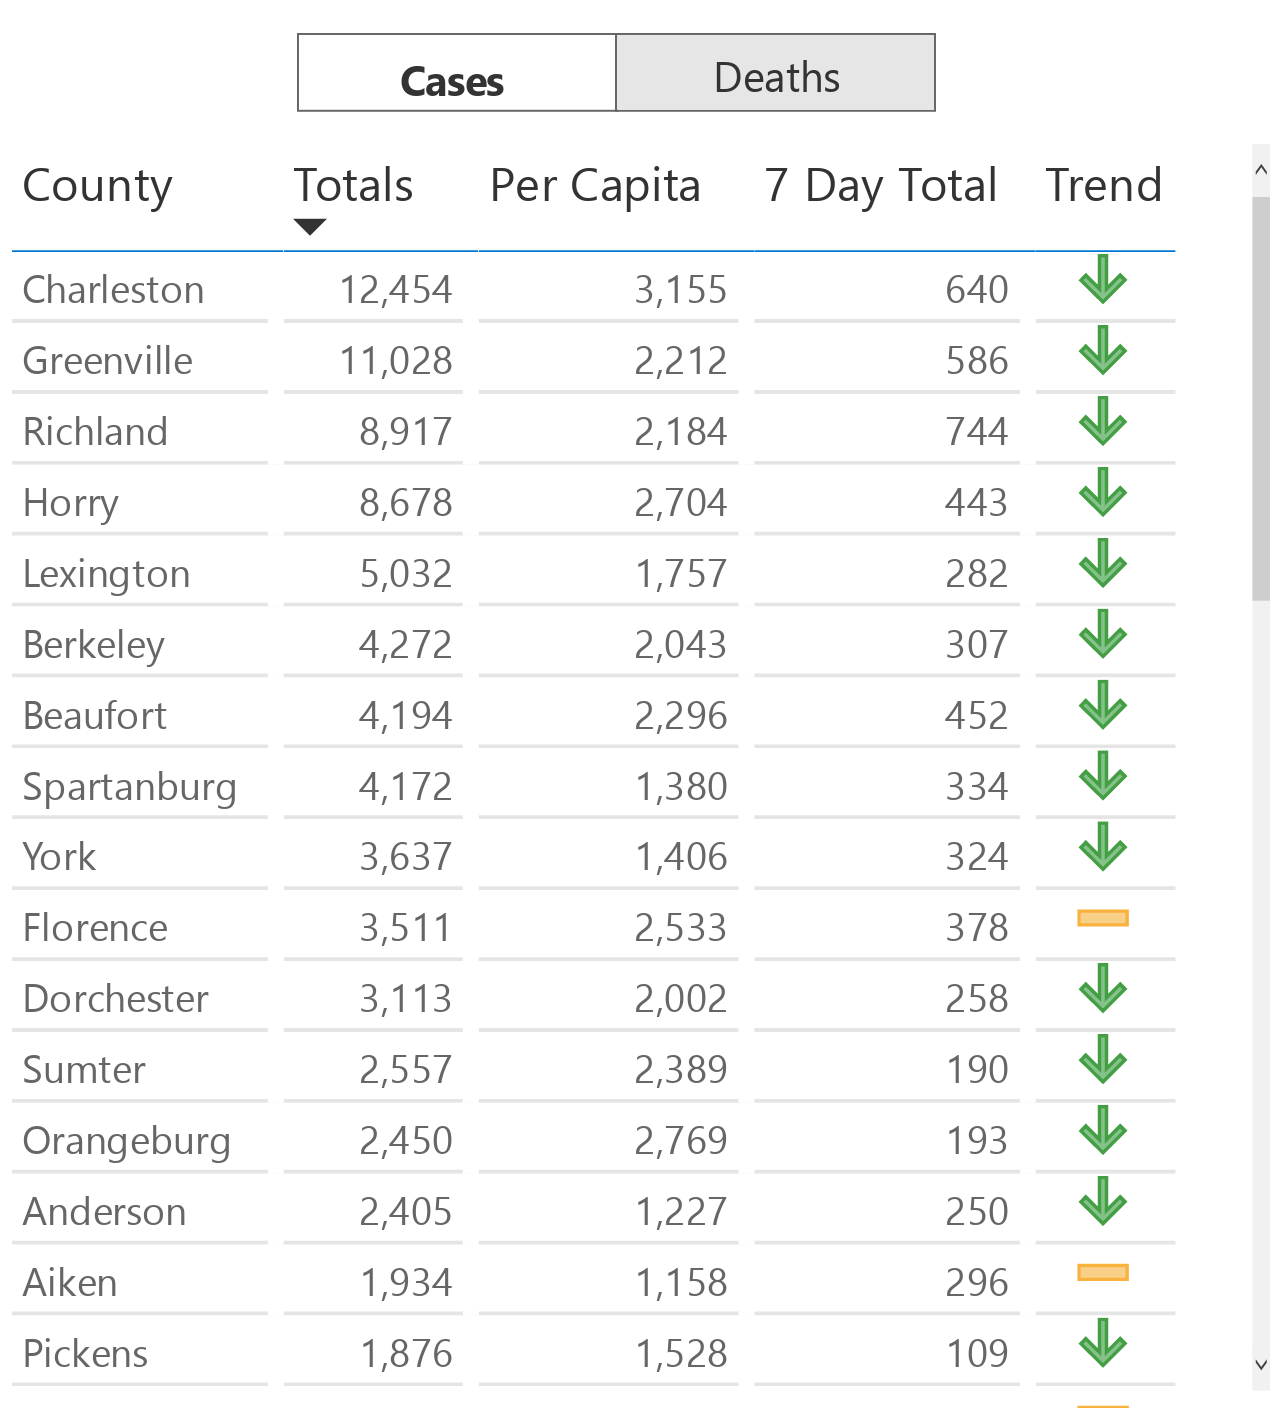 Cases Deaths
County Totals Per Capita 7 Day Total Trend
Charleston 12,454 3,155 640
Greenville 11,028 2,212 586
Richland 8,917 2,184 744
Horry 8,678 2,704 443
Lexington 5,032 1,757 282
Berkeley 4,272 2,043 307
Beaufort 4,194 2,296 452
Spartanburg 4,172 1,380 334
York 3,637 1,406 324
Florence 3,511 2,533 378
Dorchester 3,113 2,002 258
Sumter 2,557 2,389 190
Orangeburg 2,450 2,769 193
Anderson 2,405 1,227 250
Aiken 1,934 1,158 296
Pickens 1,876 1,528 109